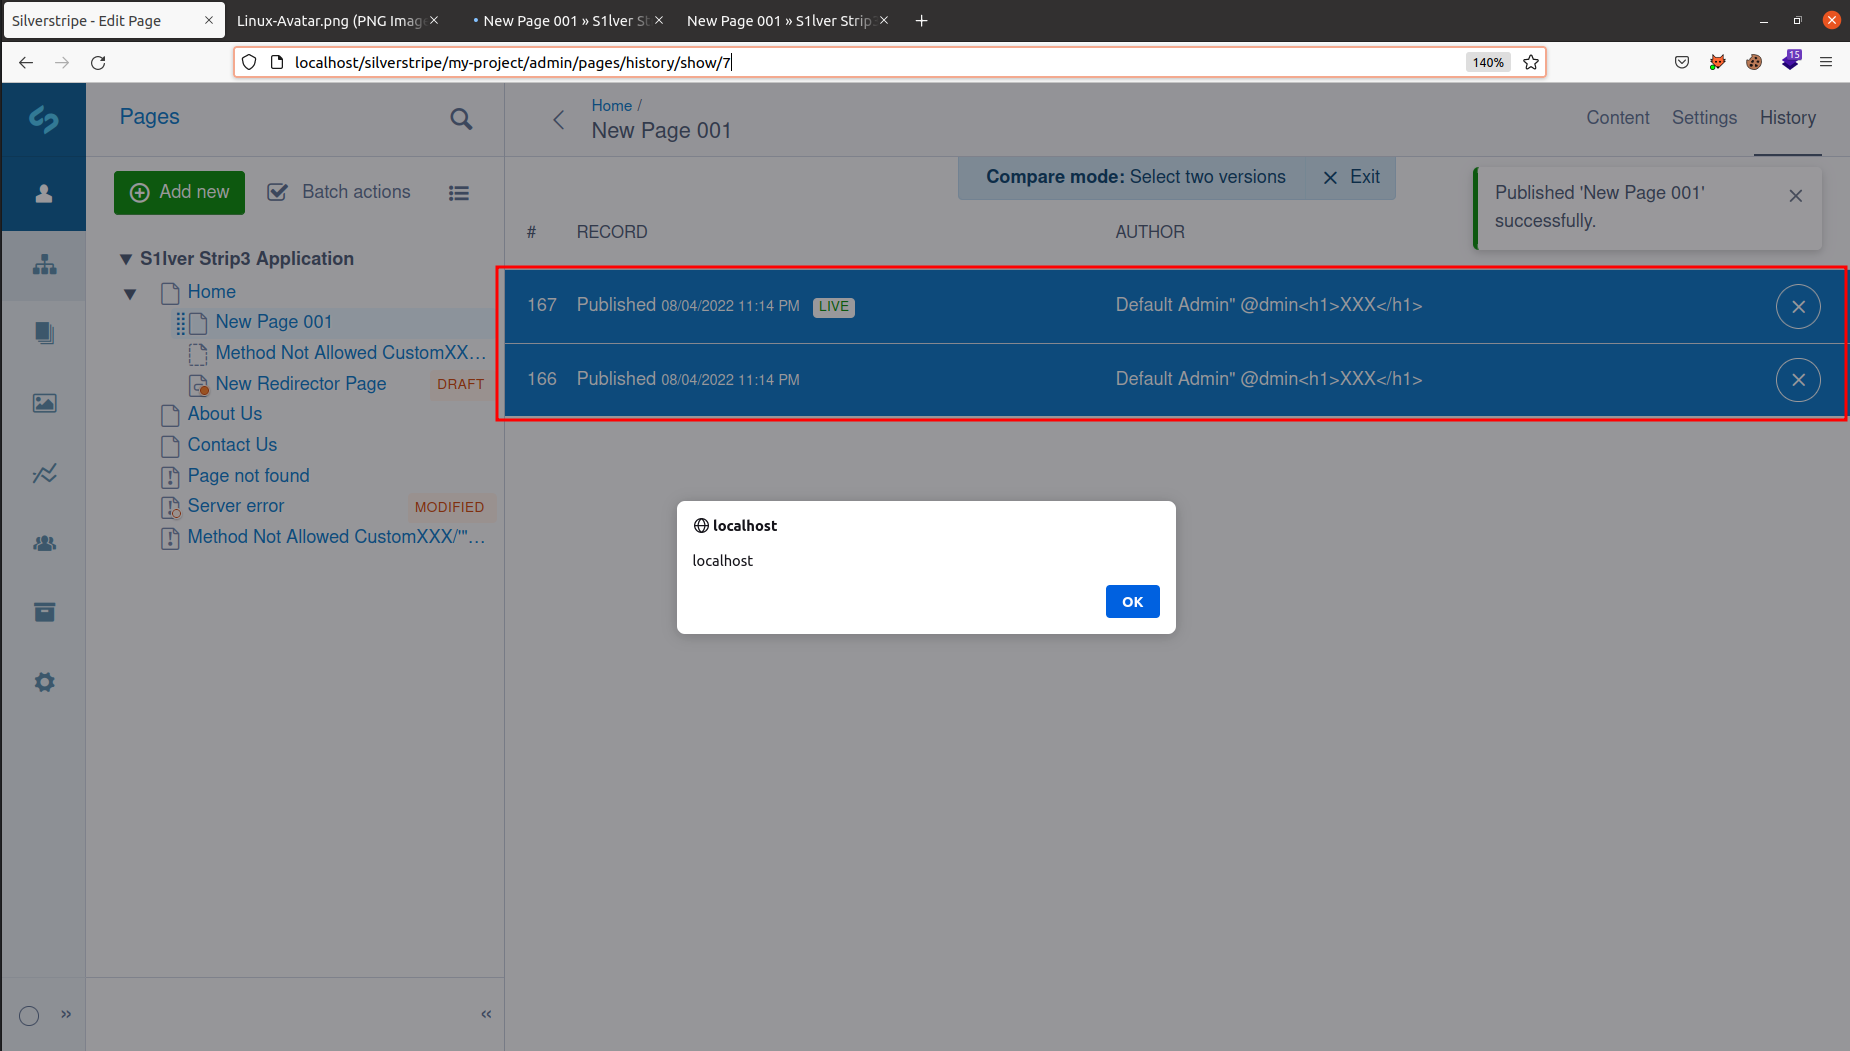 Silverstripe - Edit Page
Linux-Avatar.png (PNG Imag
New Page 001 » S1lver St
New Page 001 » S1lver Strip
localhost/silverstripe/my-project/admin/pages/history/show/7
140%
15
Pages
Home /
New Page 001
Content Settings History
Add new
Batch actions
Compare mode: Select two versions
Exit
Published 'New Page 001'
successfully.
# RECORD AUTHOR
S1lver Strip3 Application
Home
New Page 001
Method Not Allowed CustomXX...
New Redirector Page DRAFT
About Us
Contact Us
Page not found
Server error MODIFIED
Method Not Allowed CustomXXX/'"...
167 Published 08/04/2022 11:14 PM LIVE Default Admin" @dmin<h1>XXX</h1>
166 Published 08/04/2022 11:14 PM Default Admin" @dmin<h1>XXX</h1>
localhost
localhost
OK